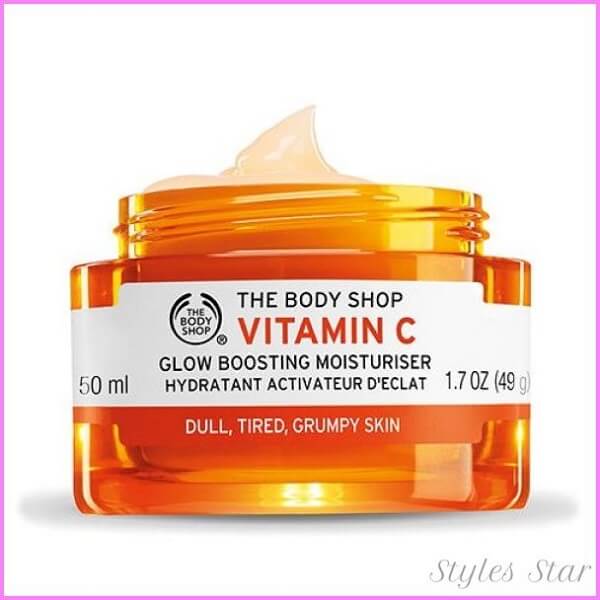 THE
BODY
SHOP
®
THE BODY SHOP
VITAMIN C
GLOW BOOSTING MOISTURISER
HYDRATANT ACTIVATEUR D'ECLAT
50 ml
1.7 OZ (49 g)
DULL, TIRED, GRUMPY SKIN
Styles Star